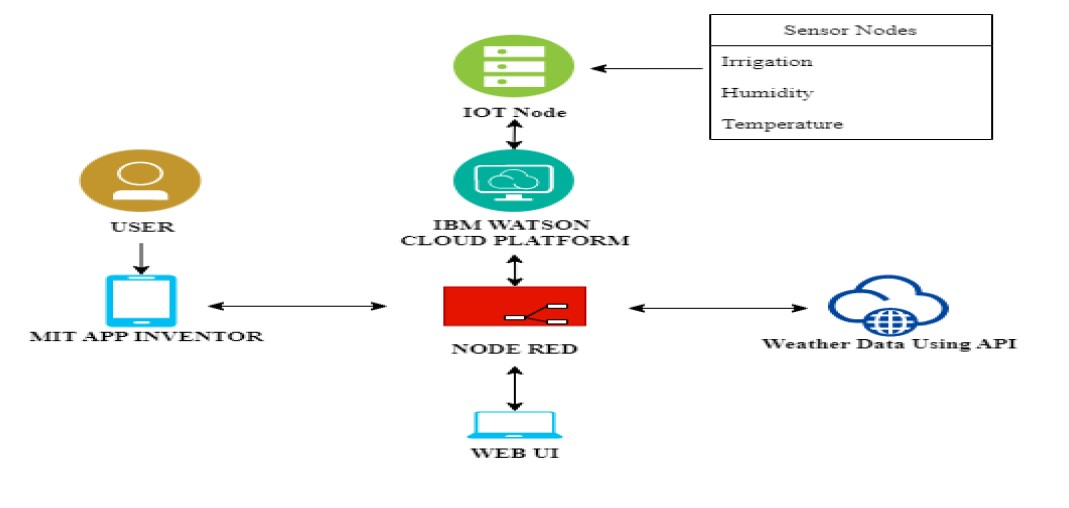 Sensor Nodes
Irrigation
Humidity
Temperature
IOT Node
USER
IBM WATSON
CLOUD PLATFORM
MIT APP INVENTOR
NODE RED
Weather Data Using API
WEB UI